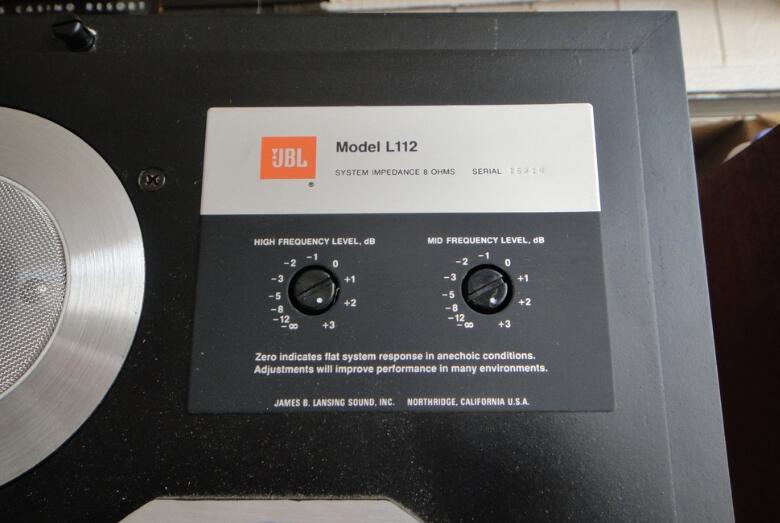 CASINO RESORT
JBL
®
Model L112
SYSTEM IMPEDANCE 8 OHMS SERIAL
HIGH FREQUENCY LEVEL, dB
-∞ -12 -8 -5 -3 -2 -1 0 +1 +2 +3
MID FREQUENCY LEVEL, dB
-∞ -12 -8 -5 -3 -2 -1 0 +1 +2 +3
Zero indicates flat system response in anechoic conditions.
Adjustments will improve performance in many environments.
JAMES B. LANSING SOUND, INC. NORTHRIDGE, CALIFORNIA U.S.A.